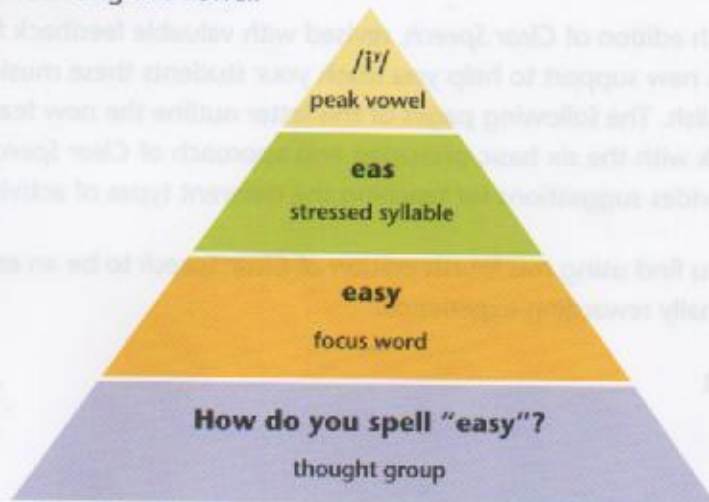 /iʸ/
peak vowel
eas
stressed syllable
easy
focus word
How do you spell "easy"?
thought group